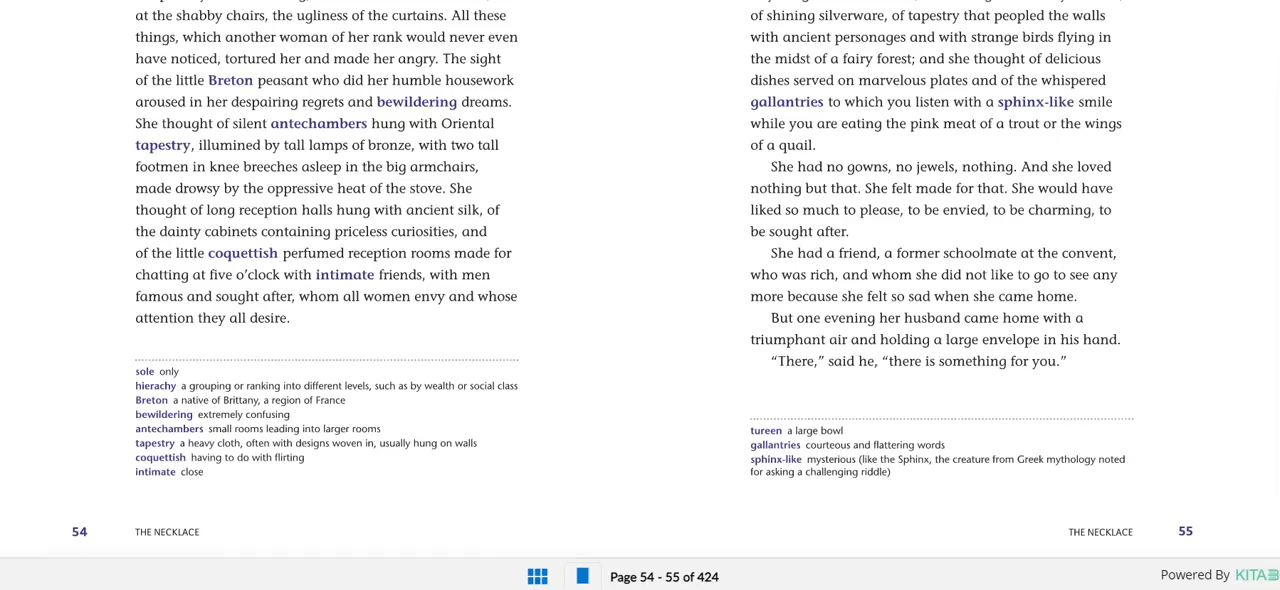 at the shabby chairs, the ugliness of the curtains. All these
things, which another woman of her rank would never even
have noticed, tortured her and made her angry. The sight
of the little Breton peasant who did her humble housework
aroused in her despairing regrets and bewildering dreams.
She thought of silent antechambers hung with Oriental
tapestry, illumined by tall lamps of bronze, with two tall
footmen in knee breeches asleep in the big armchairs,
made drowsy by the oppressive heat of the stove. She
thought of long reception halls hung with ancient silk, of
the dainty cabinets containing priceless curiosities, and
of the little coquettish perfumed reception rooms made for
chatting at five o’clock with intimate friends, with men
famous and sought after, whom all women envy and whose
attention they all desire.
sole only
hierachy a grouping or ranking into different levels, such as by wealth or social class
Breton a native of Brittany, a region of France
bewildering extremely confusing
antechambers small rooms leading into larger rooms
tapestry a heavy cloth, often with designs woven in, usually hung on walls
coquettish having to do with flirting
intimate close
54 THE NECKLACE
of shining silverware, of tapestry that peopled the walls
with ancient personages and with strange birds flying in
the midst of a fairy forest; and she thought of delicious
dishes served on marvelous plates and of the whispered
gallantries to which you listen with a sphinx-like smile
while you are eating the pink meat of a trout or the wings
of a quail.
She had no gowns, no jewels, nothing. And she loved
nothing but that. She felt made for that. She would have
liked so much to please, to be envied, to be charming, to
be sought after.
She had a friend, a former schoolmate at the convent,
who was rich, and whom she did not like to go to see any
more because she felt so sad when she came home.
But one evening her husband came home with a
triumphant air and holding a large envelope in his hand.
“There,” said he, “there is something for you.”
tureen a large bowl
gallantries courteous and flattering words
sphinx-like mysterious (like the Sphinx, the creature from Greek mythology noted
for asking a challenging riddle)
THE NECKLACE 55
Page 54 - 55 of 424
Powered By KITAB